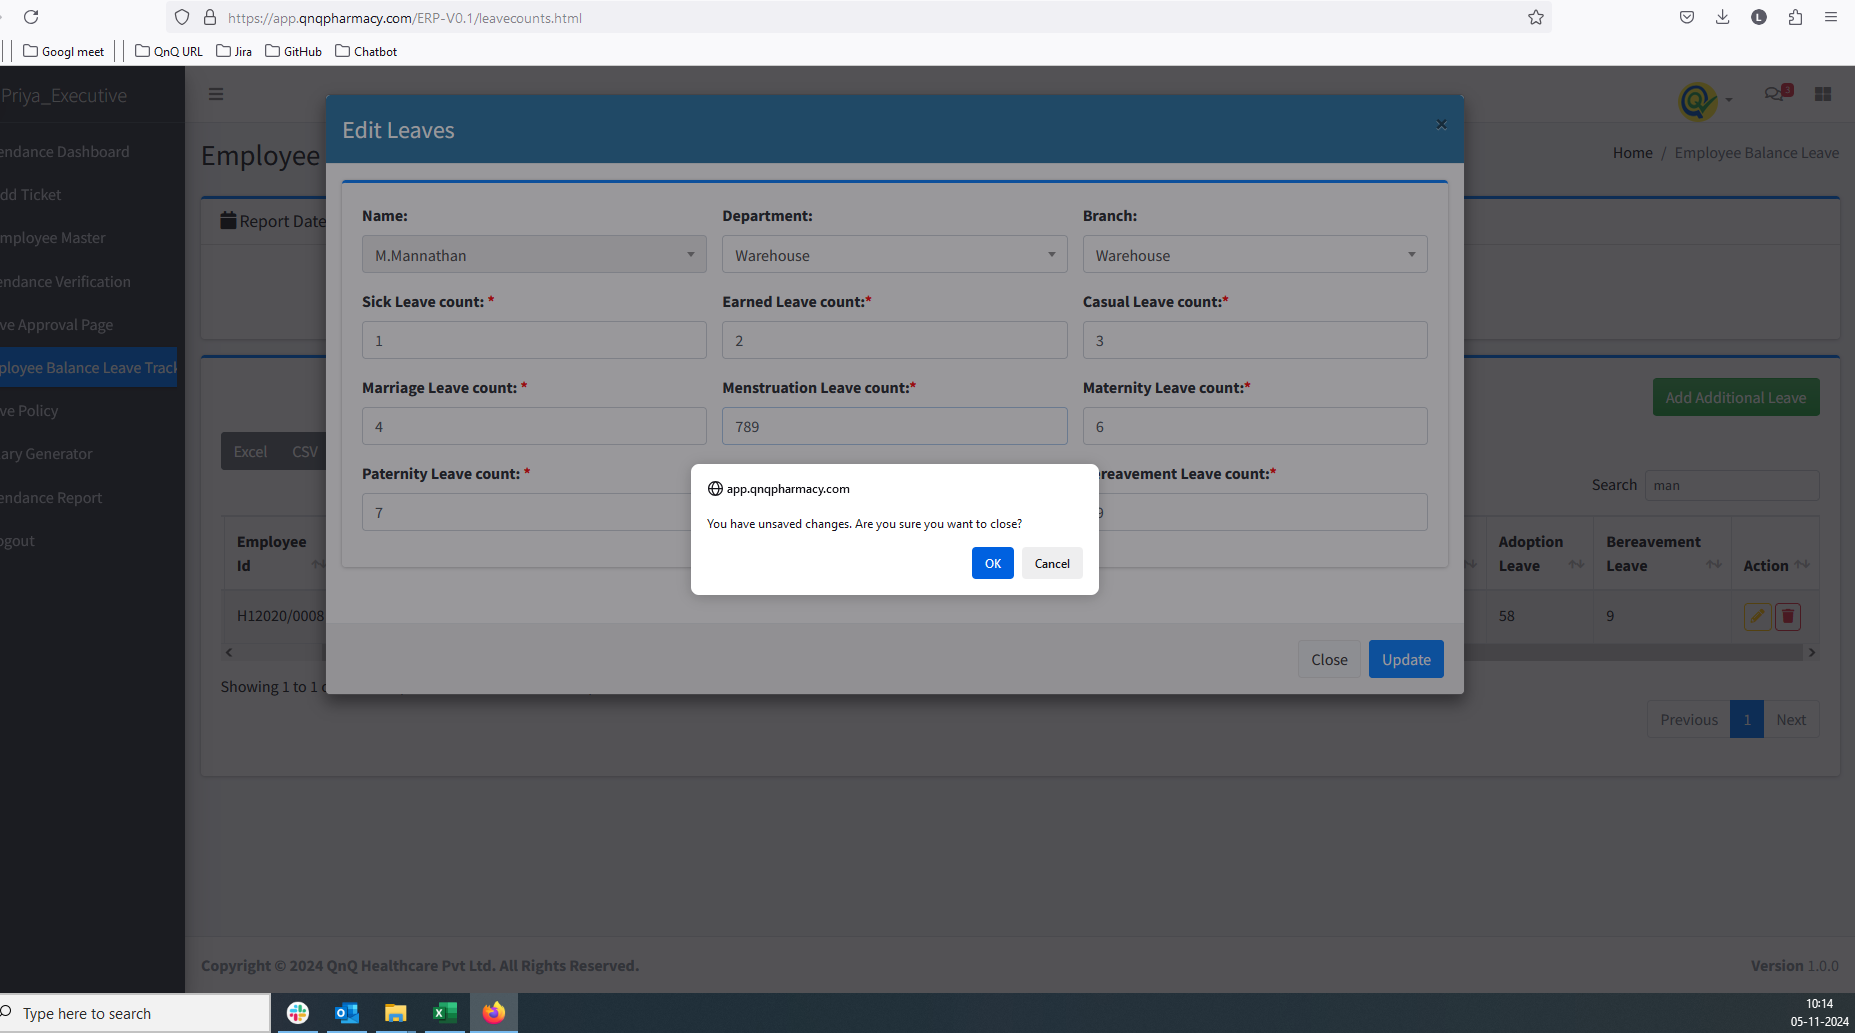 https://app.qnqpharmacy.com/ERP-V0.1/leavecounts.html
L
Googl meet
QnQ URL
Jira
GitHub
Chatbot
Priya_Executive
3
Edit Leaves
×
Employee
Home / Employee Balance Leave
endance Dashboard
dd Ticket
mployee Master
endance Verification
ve Approval Page
ployee Balance Leave Track
ve Policy
ary Generator
endance Report
ogout
Report Date
Name:
Department:
Branch:
M.Mannathan
Warehouse
Warehouse
Sick Leave count: *
Earned Leave count:*
Casual Leave count:*
1
2
3
Marriage Leave count: *
Menstruation Leave count:*
Maternity Leave count:*
4
789
6
Paternity Leave count: *
ereavement Leave count:*
7
9
app.qnqpharmacy.com
You have unsaved changes. Are you sure you want to close?
OK
Cancel
Close
Update
Add Additional Leave
Excel
CSV
Search
man
Employee
Id
Adoption
Leave
Bereavement
Leave
Action
H12020/0008
58
9
Showing 1 to 1
Previous
1
Next
Copyright © 2024 QnQ Healthcare Pvt Ltd. All Rights Reserved.
Version 1.0.0
Type here to search
10:14
05-11-2024